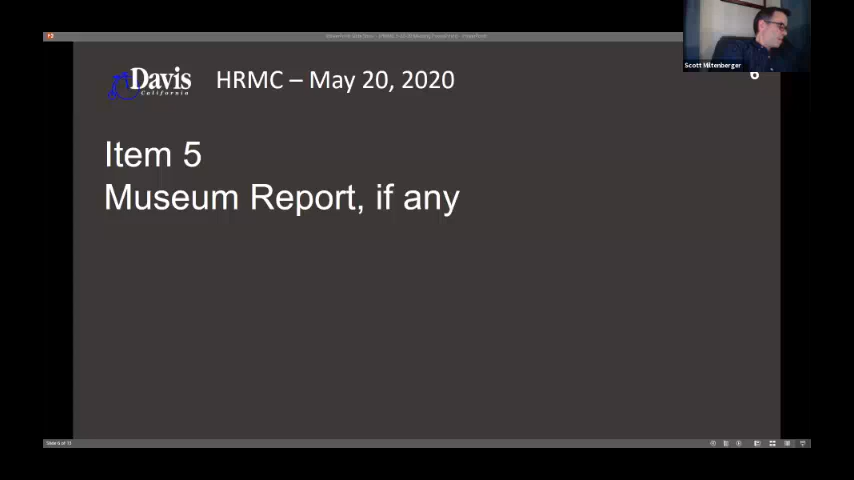 Scott Miltenberger
Davis
California
HRMC – May 20, 2020
6
Item 5
Museum Report, if any